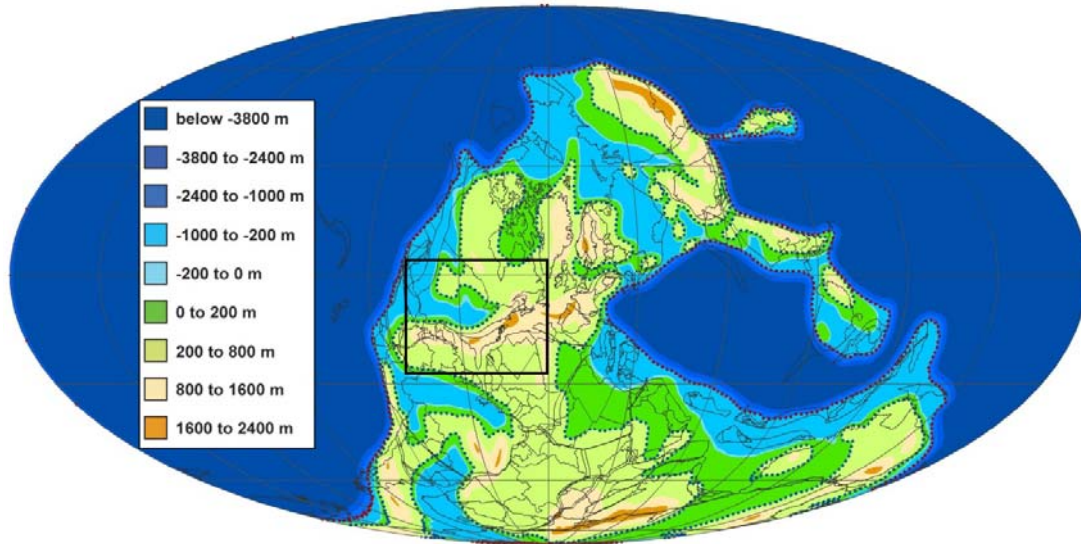 below -3800 m
-3800 to -2400 m
-2400 to -1000 m
-1000 to -200 m
-200 to 0 m
0 to 200 m
200 to 800 m
800 to 1600 m
1600 to 2400 m